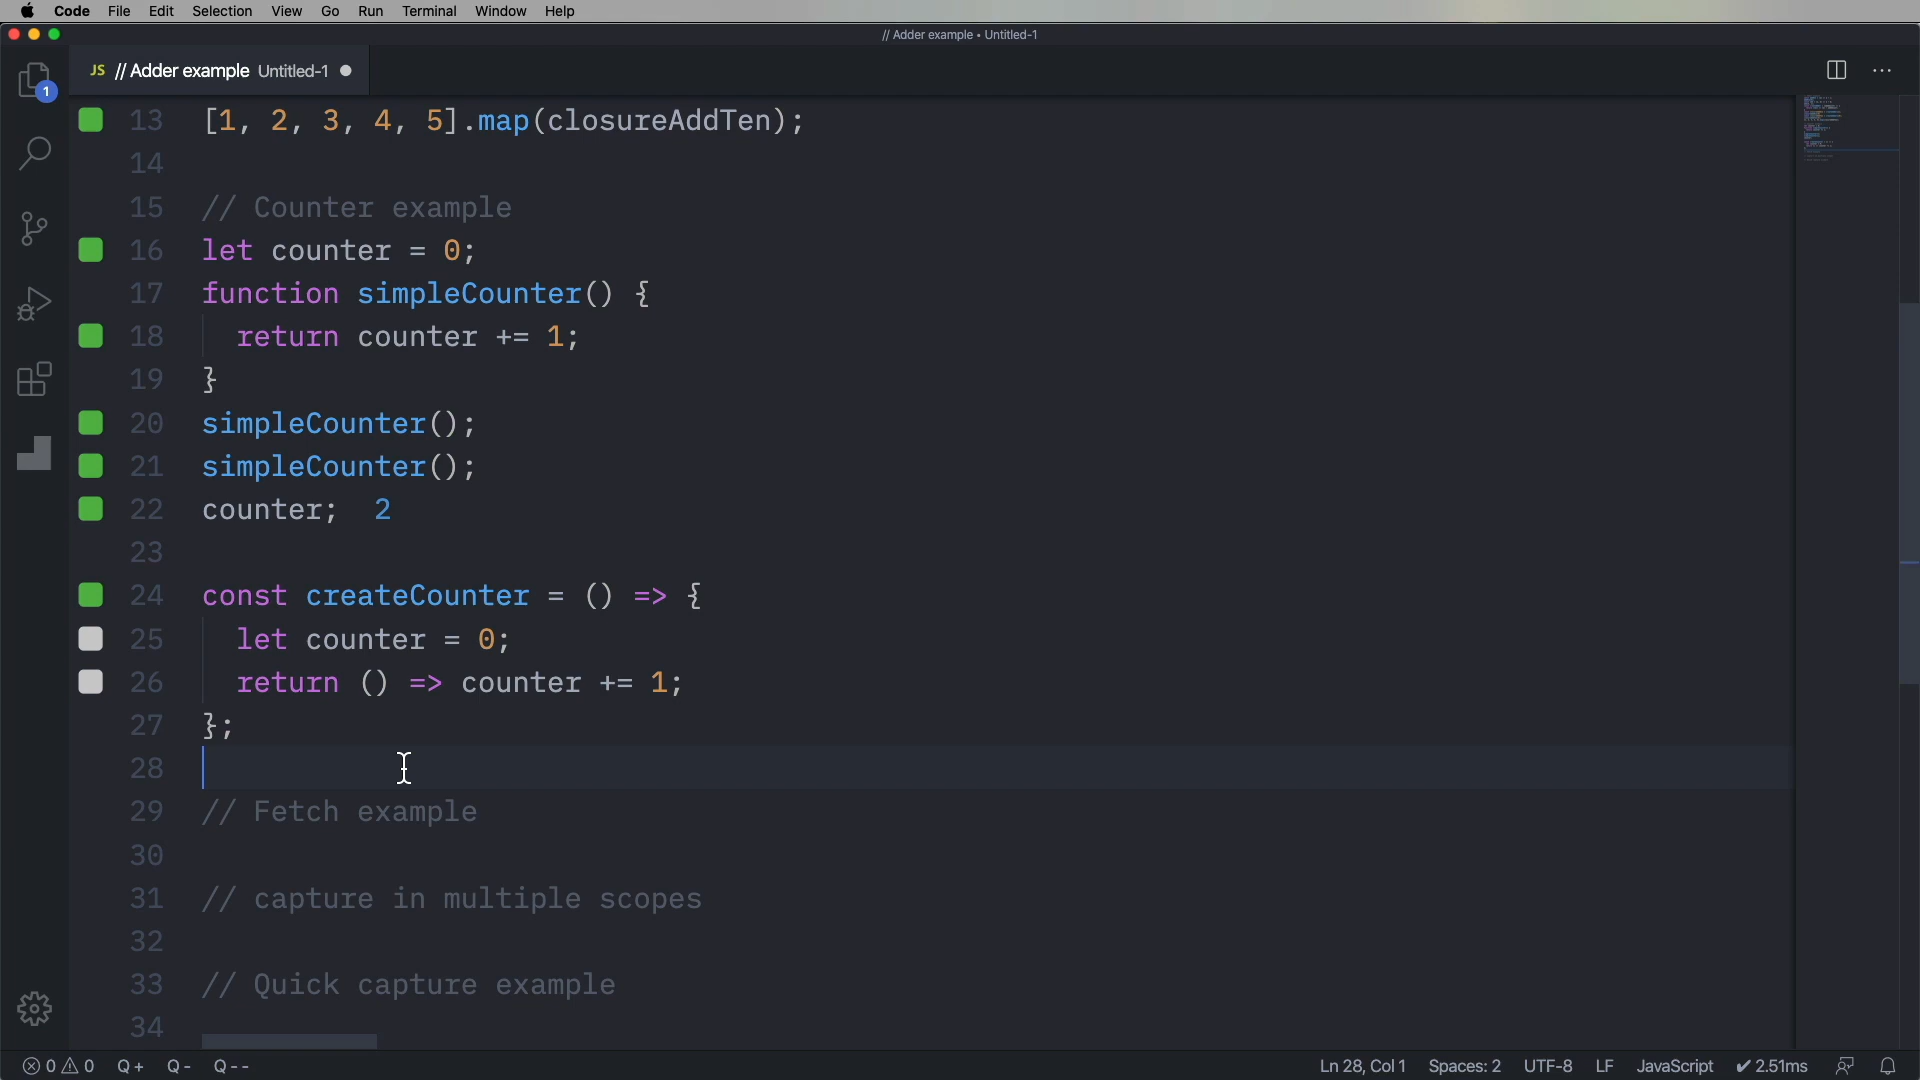 Code File Edit Selection View Go Run Terminal Window Help
// Adder example • Untitled-1
JS // Adder example Untitled-1
1
13 [1, 2, 3, 4, 5].map(closureAddTen);
14
15 // Counter example
16 let counter = 0;
17 function simpleCounter() {
18 return counter += 1;
19 }
20 simpleCounter();
21 simpleCounter();
22 counter; 2
23
24 const createCounter = () => {
25 let counter = 0;
26 return () => counter += 1;
27 };
28
29 // Fetch example
30
31 // capture in multiple scopes
32
33 // Quick capture example
34
0 0 Q+ Q- Q-- Ln 28, Col 1 Spaces: 2 UTF-8 LF JavaScript ✔ 2.51ms